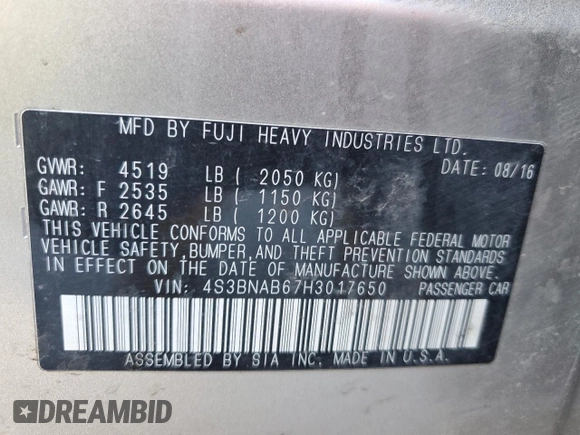 MFD BY FUJI HEAVY INDUSTRIES LTD.
GVWR: 4519 LB ( 2050 KG) DATE: 08/16
GAWR: F 2535 LB ( 1150 KG)
GAWR: R 2645 LB ( 1200 KG)
THIS VEHICLE CONFORMS TO ALL APPLICABLE FEDERAL MOTOR
VEHICLE SAFETY, BUMPER, AND THEFT PREVENTION STANDARDS
IN EFFECT ON THE DATE OF MANUFACTURE SHOWN ABOVE.
VIN: 4S3BNAB67H3017650 PASSENGER CAR
ASSEMBLED BY SIA INC. MADE IN U.S.A.
DREAMBID